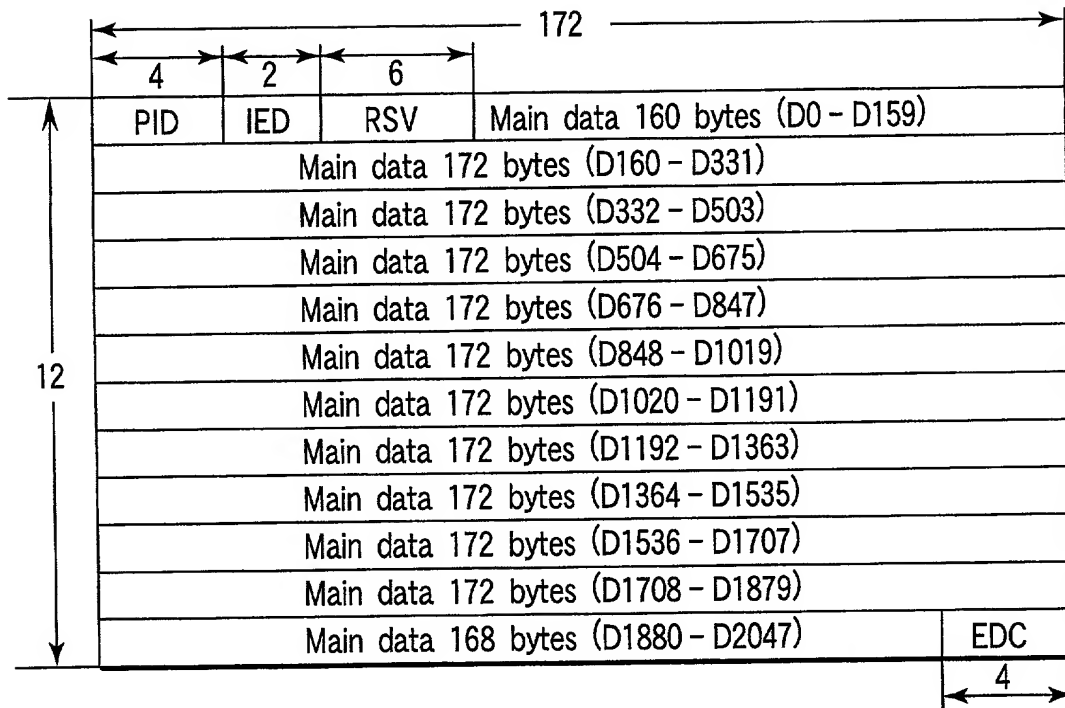 172
4 2 6
PID IED RSV Main data 160 bytes (D0 – D159)
Main data 172 bytes (D160 – D331)
Main data 172 bytes (D332 – D503)
Main data 172 bytes (D504 – D675)
Main data 172 bytes (D676 – D847)
Main data 172 bytes (D848 – D1019)
12
Main data 172 bytes (D1020 – D1191)
Main data 172 bytes (D1192 – D1363)
Main data 172 bytes (D1364 – D1535)
Main data 172 bytes (D1536 – D1707)
Main data 172 bytes (D1708 – D1879)
Main data 168 bytes (D1880 – D2047) EDC
4